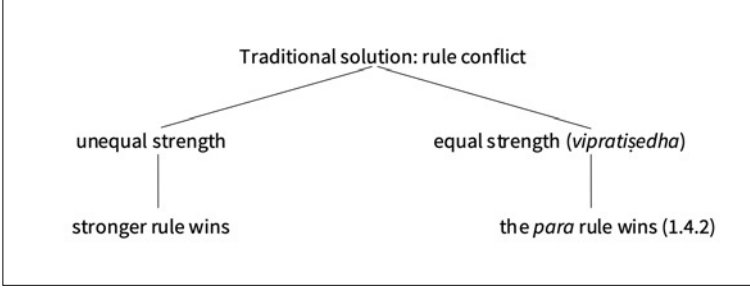 Traditional solution: rule conflict
unequal strength
equal strength (vipratiṣedha)
stronger rule wins
the para rule wins (1.4.2)